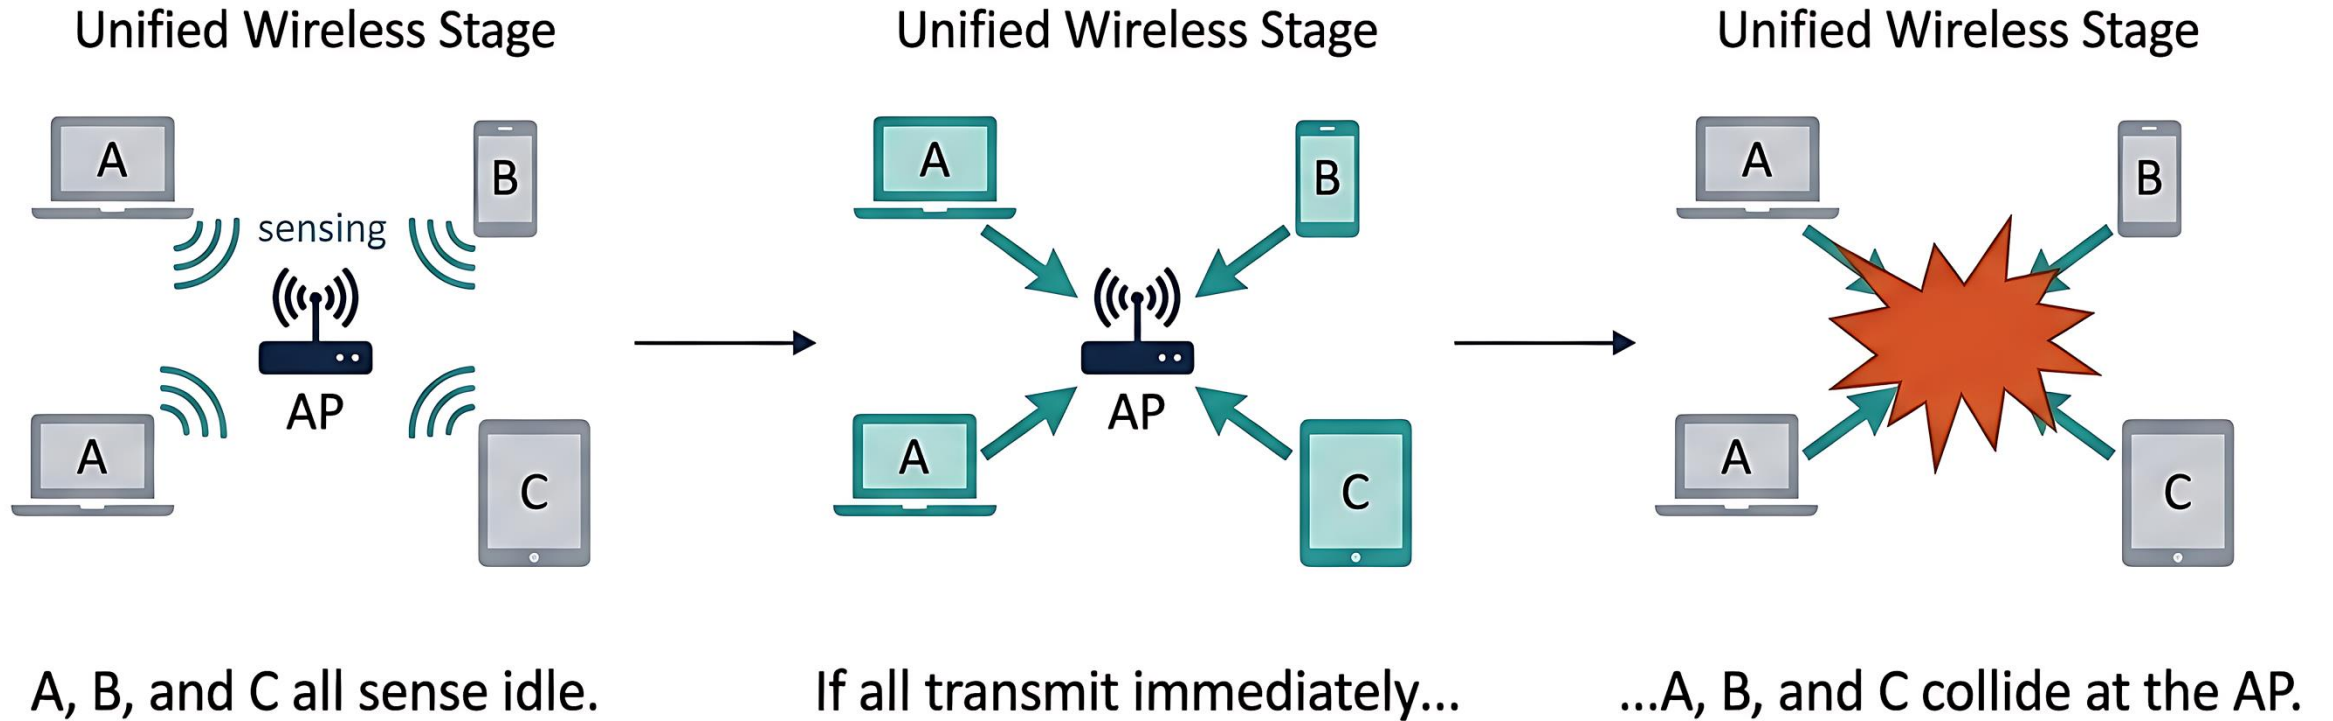 Unified Wireless Stage
A
B
sensing
AP
A
C
A, B, and C all sense idle.
Unified Wireless Stage
A
B
AP
A
C
If all transmit immediately...
Unified Wireless Stage
A
B
A
C
...A, B, and C collide at the AP.